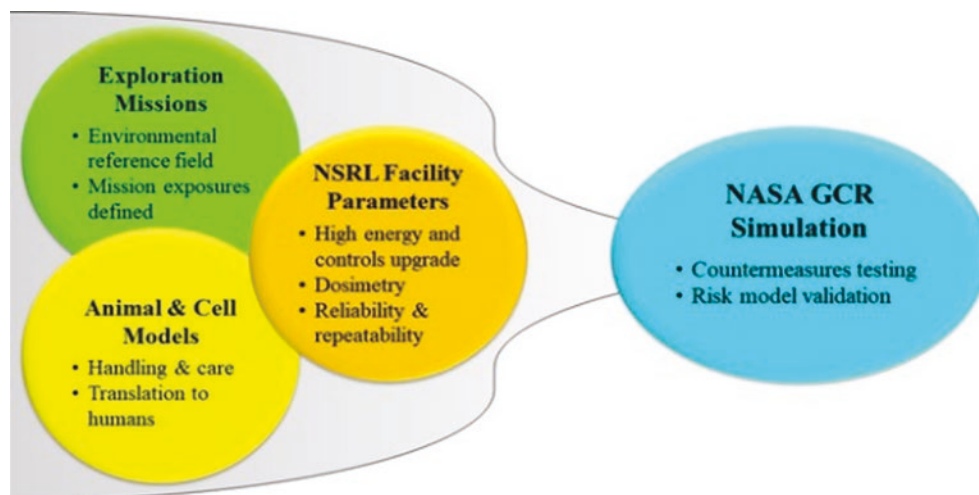 Exploration
Missions
• Environmental
reference field
• Mission exposures
defined
NSRL Facility
Parameters
• High energy and
controls upgrade
• Dosimetry
• Reliability &
repeatability
Animal & Cell
Models
• Handling & care
• Translation to
humans
NASA GCR
Simulation
• Countermeasures testing
• Risk model validation